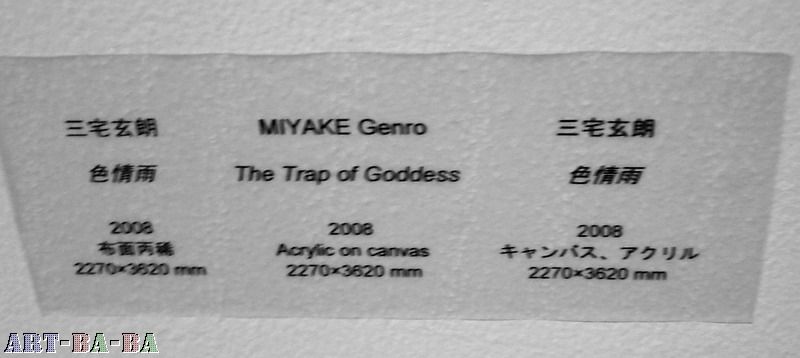 三宅玄朗
色情雨
2008
布面丙稀
2270×3620 mm
MIYAKE Genro
The Trap of Goddess
2008
Acrylic on canvas
2270×3620 mm
三宅玄朗
色情雨
2008
キャンバス、アクリル
2270×3620 mm
ART-BA-BA